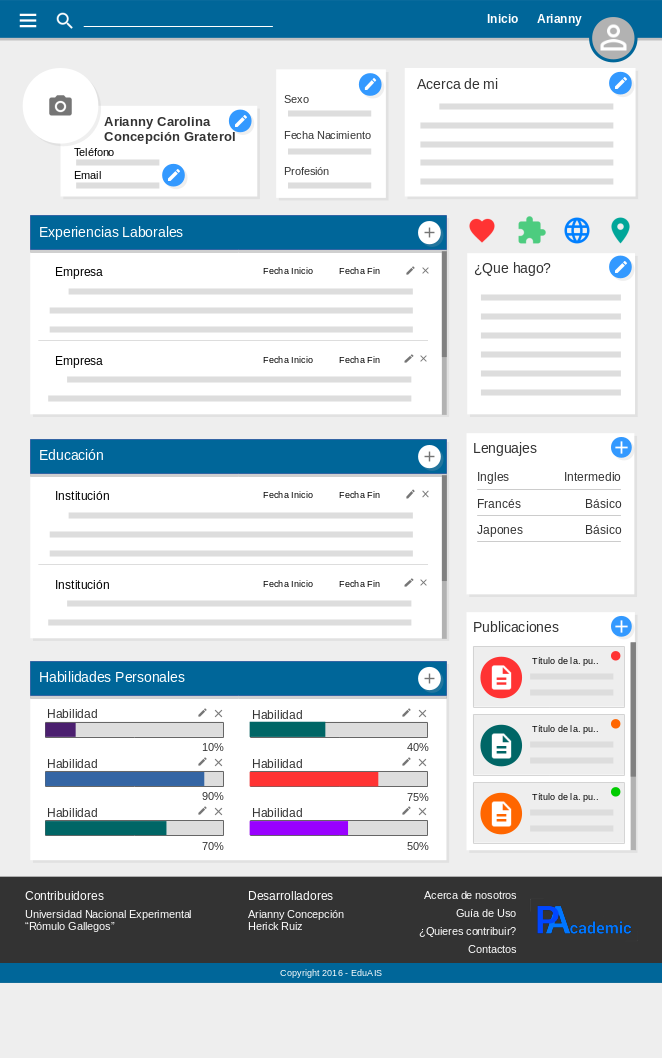 Inicio Arianny
Arianny Carolina
Concepción Graterol
Teléfono
Email
Sexo
Fecha Nacimiento
Profesión
Acerca de mi
Experiencias Laborales
Empresa Fecha Inicio Fecha Fin
Empresa Fecha Inicio Fecha Fin
¿Que hago?
Educación
Institución Fecha Inicio Fecha Fin
Institución Fecha Inicio Fecha Fin
Lenguajes
Ingles Intermedio
Francés Básico
Japones Básico
Publicaciones
Título de la. pu..
Título de la. pu..
Título de la. pu..
Habilidades Personales
Habilidad Habilidad
10% 40%
Habilidad Habilidad
90% 75%
Habilidad Habilidad
70% 50%
Contribuidores
Universidad Nacional Experimental
“Rómulo Gallegos”
Desarrolladores
Arianny Concepción
Herick Ruiz
Acerca de nosotros
Guía de Uso
¿Quieres contribuir?
Contactos
PAcademic
Copyright 2016 - EduAIS